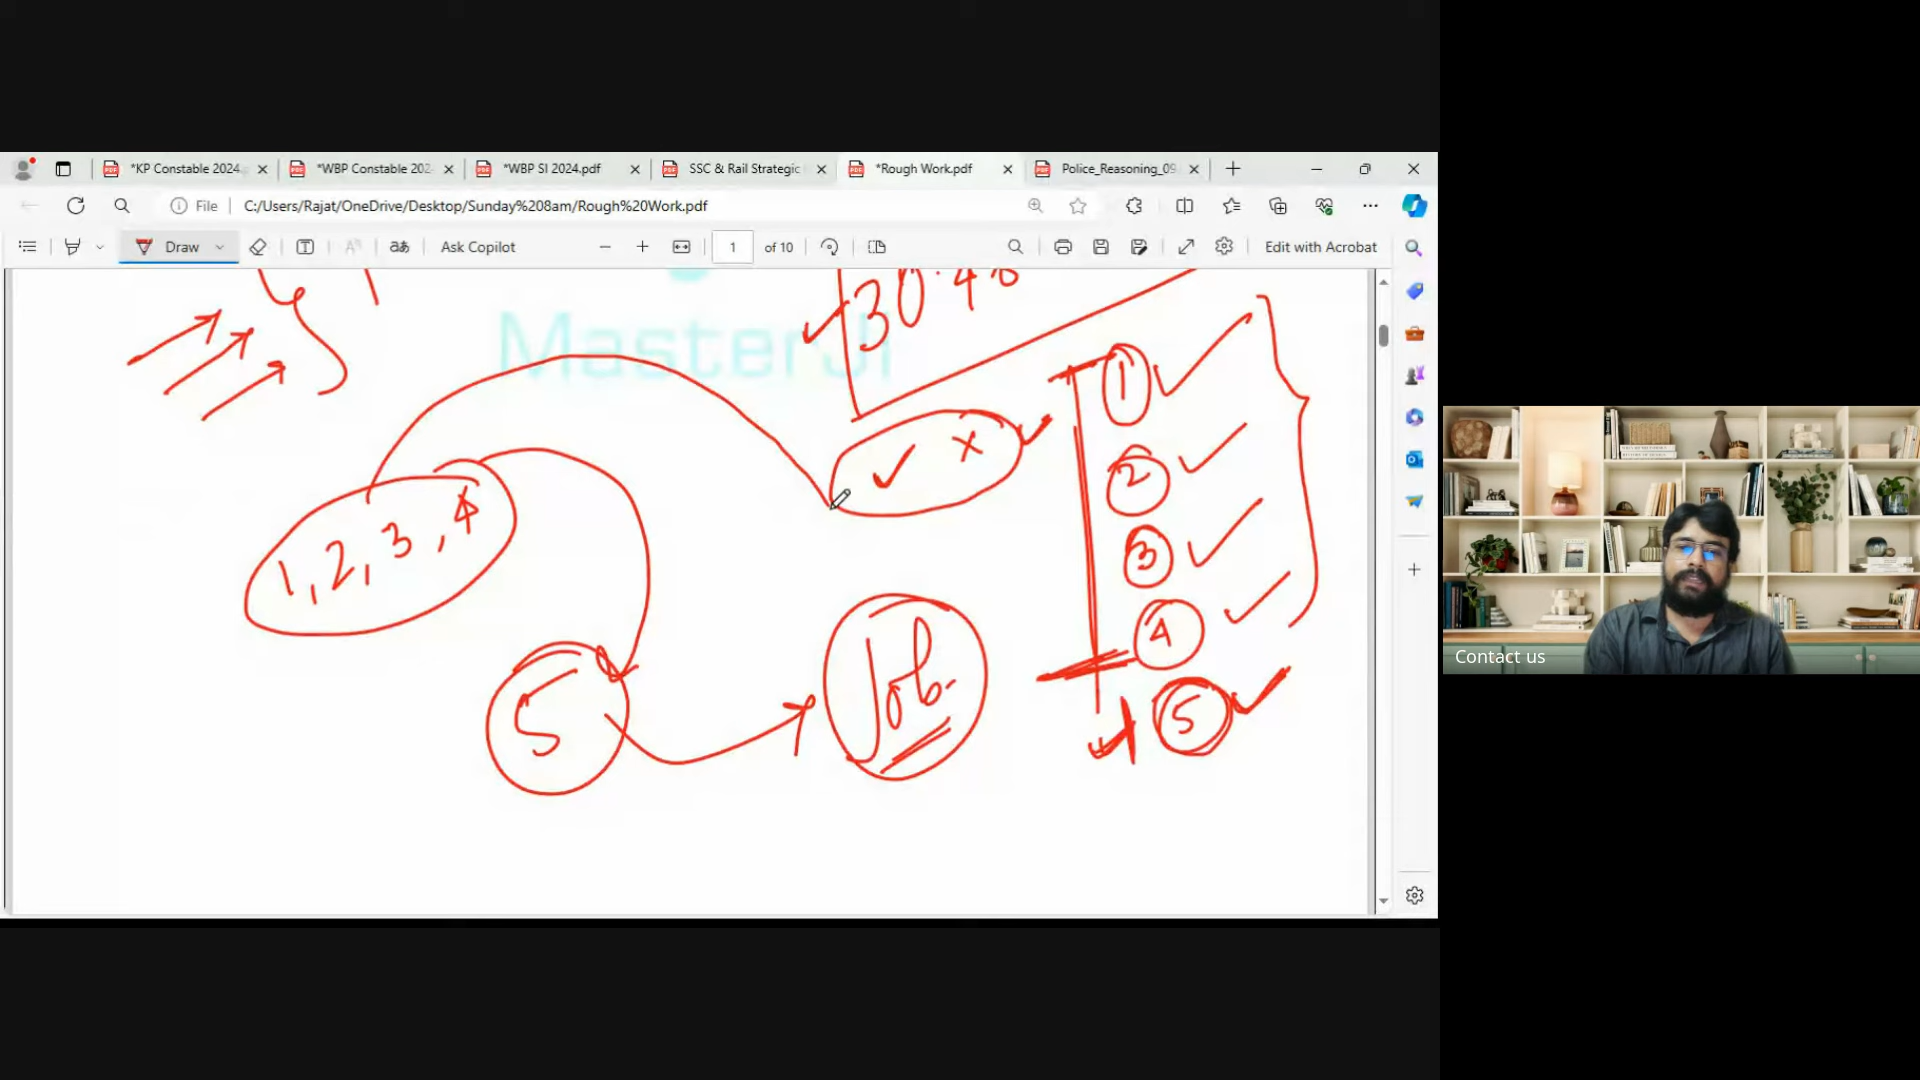 *KP Constable 2024.p
*WBP Constable 202
*WBP SI 2024.pdf
SSC & Rail Strategic
*Rough Work.pdf
Police_Reasoning_09
File
C:/Users/Rajat/OneDrive/Desktop/Sunday%208am/Rough%20Work.pdf
Draw
Ask Copilot
1
of 10
Edit with Acrobat
MasterJi
1
2
1, 2, 3, 4
3
4
5
Job
5
Contact us